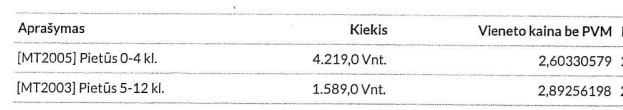 Aprašymas Kiekis Vieneto kaina be PVM
[MT2005] Pietūs 0-4 kl. 4.219,0 Vnt. 2,60330579
[MT2003] Pietūs 5-12 kl. 1.589,0 Vnt. 2,89256198